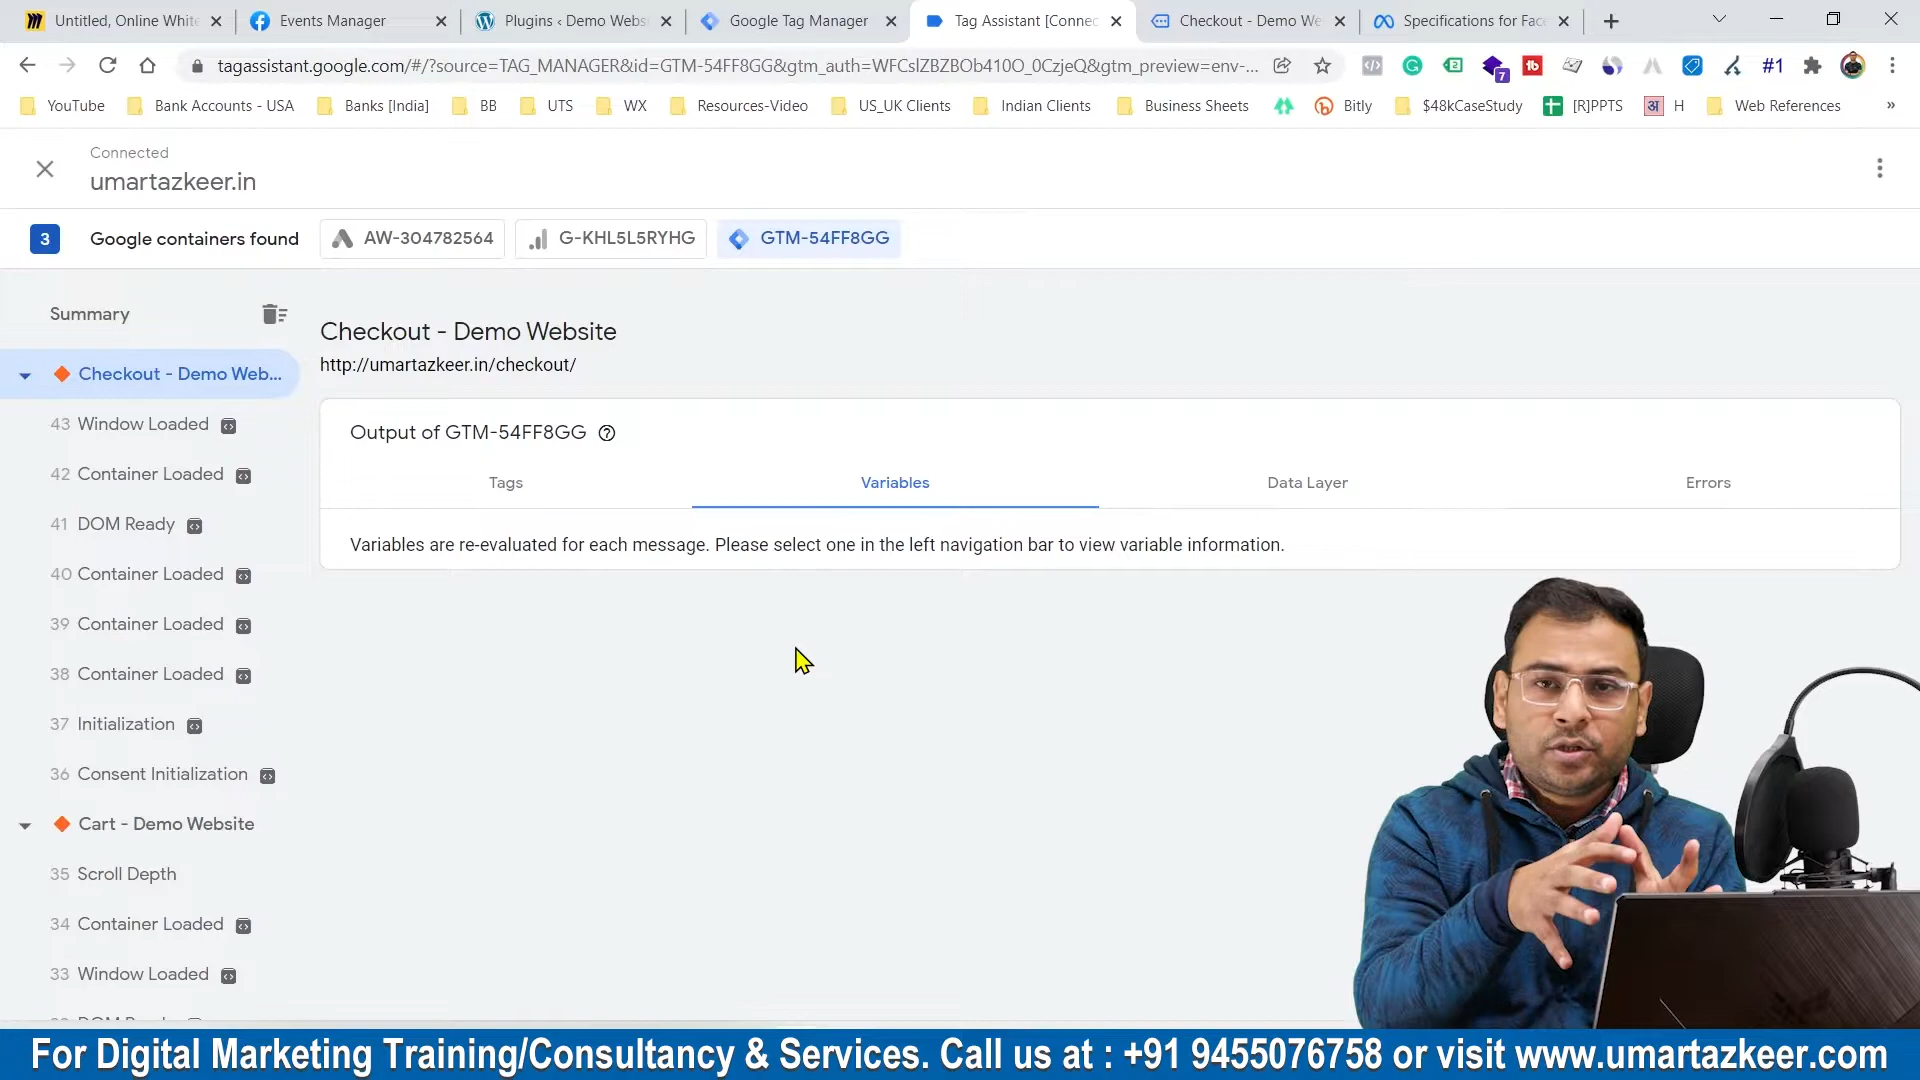 Untitled, Online White
Events Manager
Plugins ‹ Demo Webs
Google Tag Manager
Tag Assistant [Connec
Checkout - Demo We
Specifications for Fac
tagassistant.google.com/#/?source=TAG_MANAGER&id=GTM-54FF8GG&gtm_auth=WFCslZBZBOb410O_0CzjeQ&gtm_preview=env-...
7
#1
YouTube
Bank Accounts - USA
Banks [India]
BB
UTS
WX
Resources-Video
US_UK Clients
Indian Clients
Business Sheets
Bitly
$48kCaseStudy
[R]PPTS
अ
H
Web References
»
Connected
umartazkeer.in
3
Google containers found
AW-304782564
G-KHL5L5RYHG
GTM-54FF8GG
Summary
Checkout - Demo Web...
43 Window Loaded
42 Container Loaded
41 DOM Ready
40 Container Loaded
39 Container Loaded
38 Container Loaded
37 Initialization
36 Consent Initialization
Cart - Demo Website
35 Scroll Depth
34 Container Loaded
33 Window Loaded
Checkout - Demo Website
http://umartazkeer.in/checkout/
Output of GTM-54FF8GG
Tags
Variables
Data Layer
Errors
Variables are re-evaluated for each message. Please select one in the left navigation bar to view variable information.
For Digital Marketing Training/Consultancy & Services. Call us at : +91 9455076758 or visit www.umartazkeer.com